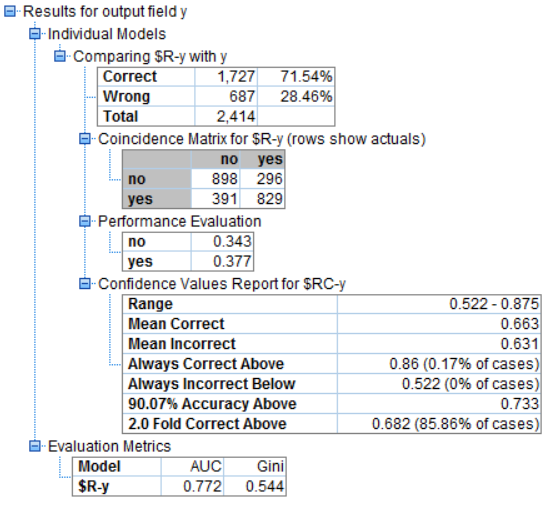 Results for output field y
Individual Models
Comparing $R-y with y
Correct 1,727 71.54%
Wrong 687 28.46%
Total 2,414
Coincidence Matrix for $R-y (rows show actuals)
no yes
no 898 296
yes 391 829
Performance Evaluation
no 0.343
yes 0.377
Confidence Values Report for $RC-y
Range 0.522 - 0.875
Mean Correct 0.663
Mean Incorrect 0.631
Always Correct Above 0.86 (0.17% of cases)
Always Incorrect Below 0.522 (0% of cases)
90.07% Accuracy Above 0.733
2.0 Fold Correct Above 0.682 (85.86% of cases)
Evaluation Metrics
Model AUC Gini
$R-y 0.772 0.544